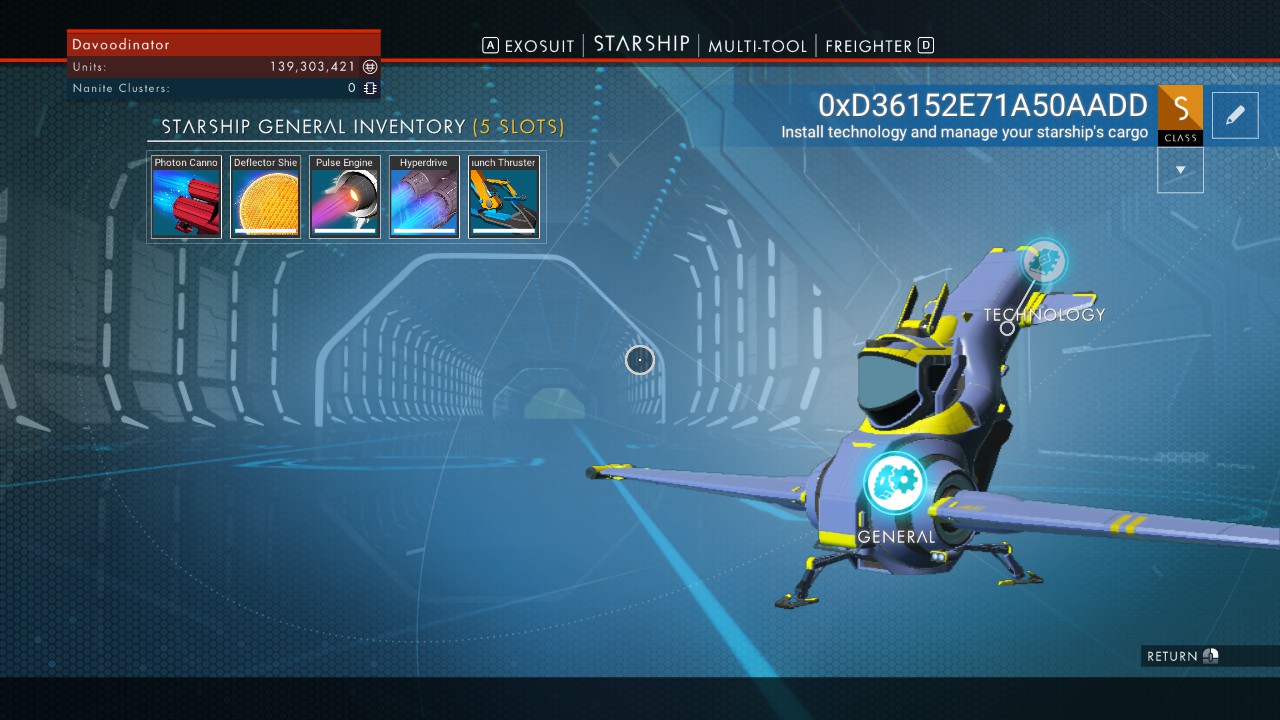 Davoodinator
Units: 139,303,421
Nanite Clusters: 0
A EXOSUIT STARSHIP MULTI-TOOL FREIGHTER D
0xD36152E71A50AADD
Install technology and manage your starship's cargo
S
CLASS
STARSHIP GENERAL INVENTORY (5 SLOTS)
Photon Canno Deflector Shie Pulse Engine Hyperdrive unch Thruster
TECHNOLOGY
GENERAL
RETURN